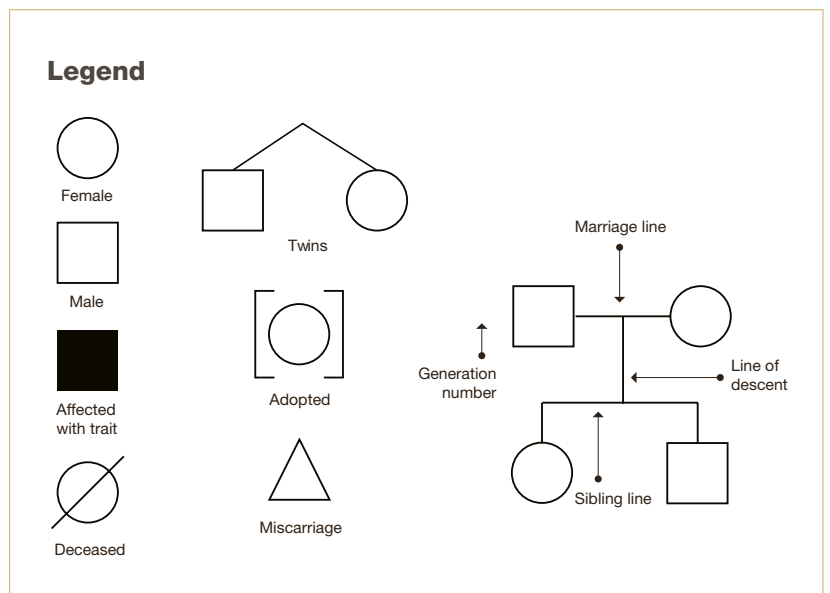 Legend
Female
Male
Affected
with trait
Deceased
Twins
Adopted
Miscarriage
Marriage line
Generation
number
Line of
descent
Sibling line